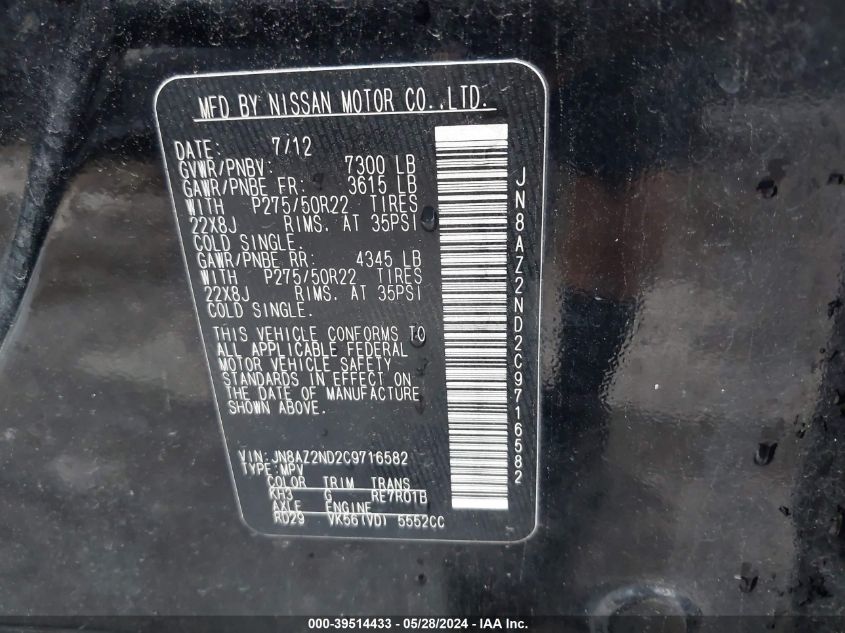 MFD BY NISSAN MOTOR CO.,LTD.
DATE: 7/12
GVWR/PNBV: 7300 LB
GAWR/PNBE FR: 3615 LB
WITH P275/50R22 TIRES
22X8J RIMS. AT 35PSI
COLD SINGLE.
GAWR/PNBE RR: 4345 LB
WITH P275/50R22 TIRES
22X8J RIMS. AT 35PSI
COLD SINGLE.
THIS VEHICLE CONFORMS TO
ALL APPLICABLE FEDERAL
MOTOR VEHICLE SAFETY
STANDARDS IN EFFECT ON
THE DATE OF MANUFACTURE
SHOWN ABOVE.
VIN: JN8AZ2ND2C9716582
TYPE: MPV
COLOR TRIM TRANS
KH3 G RE7R01B
AXLE ENGINE
RD29 VK56(VD) 5552CC
JN8AZ2ND2C9716582
000-39514433 - 05/28/2024 - IAA Inc.